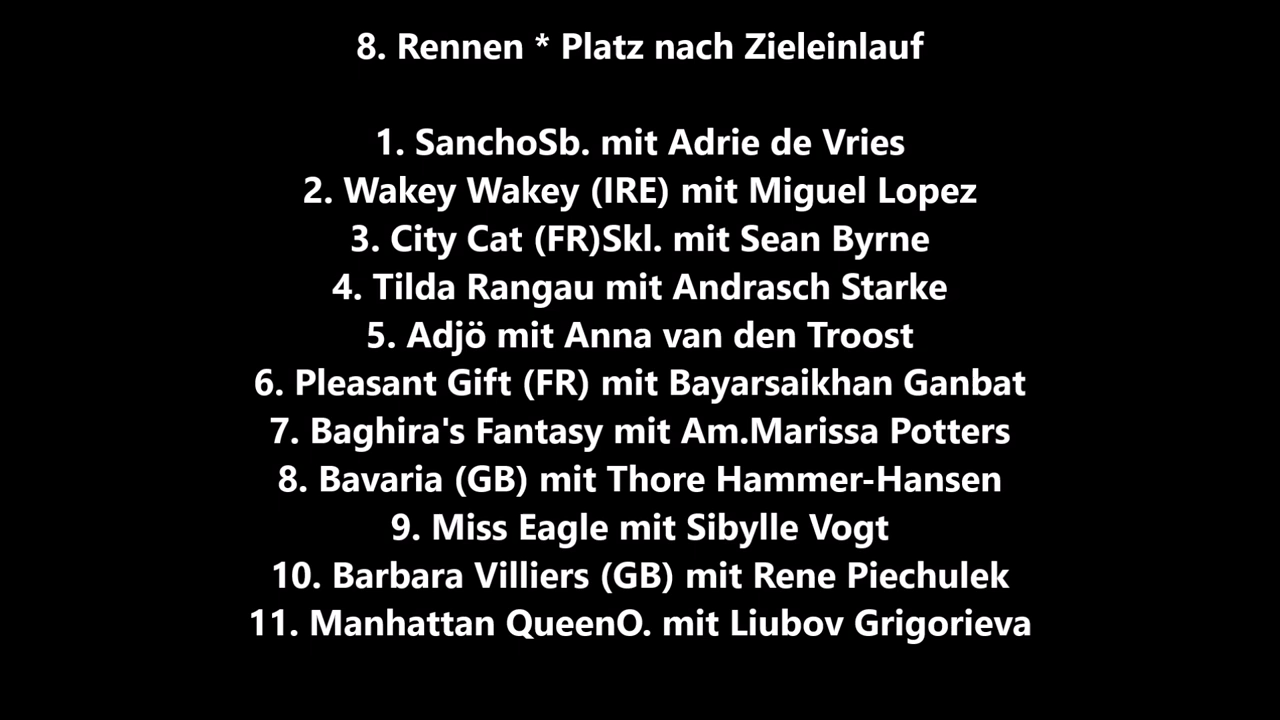 8. Rennen * Platz nach Zieleinlauf
1. SanchoSb. mit Adrie de Vries
2. Wakey Wakey (IRE) mit Miguel Lopez
3. City Cat (FR)Skl. mit Sean Byrne
4. Tilda Rangau mit Andrasch Starke
5. Adjö mit Anna van den Troost
6. Pleasant Gift (FR) mit Bayarsaikhan Ganbat
7. Baghira's Fantasy mit Am.Marissa Potters
8. Bavaria (GB) mit Thore Hammer-Hansen
9. Miss Eagle mit Sibylle Vogt
10. Barbara Villiers (GB) mit Rene Piechulek
11. Manhattan QueenO. mit Liubov Grigorieva